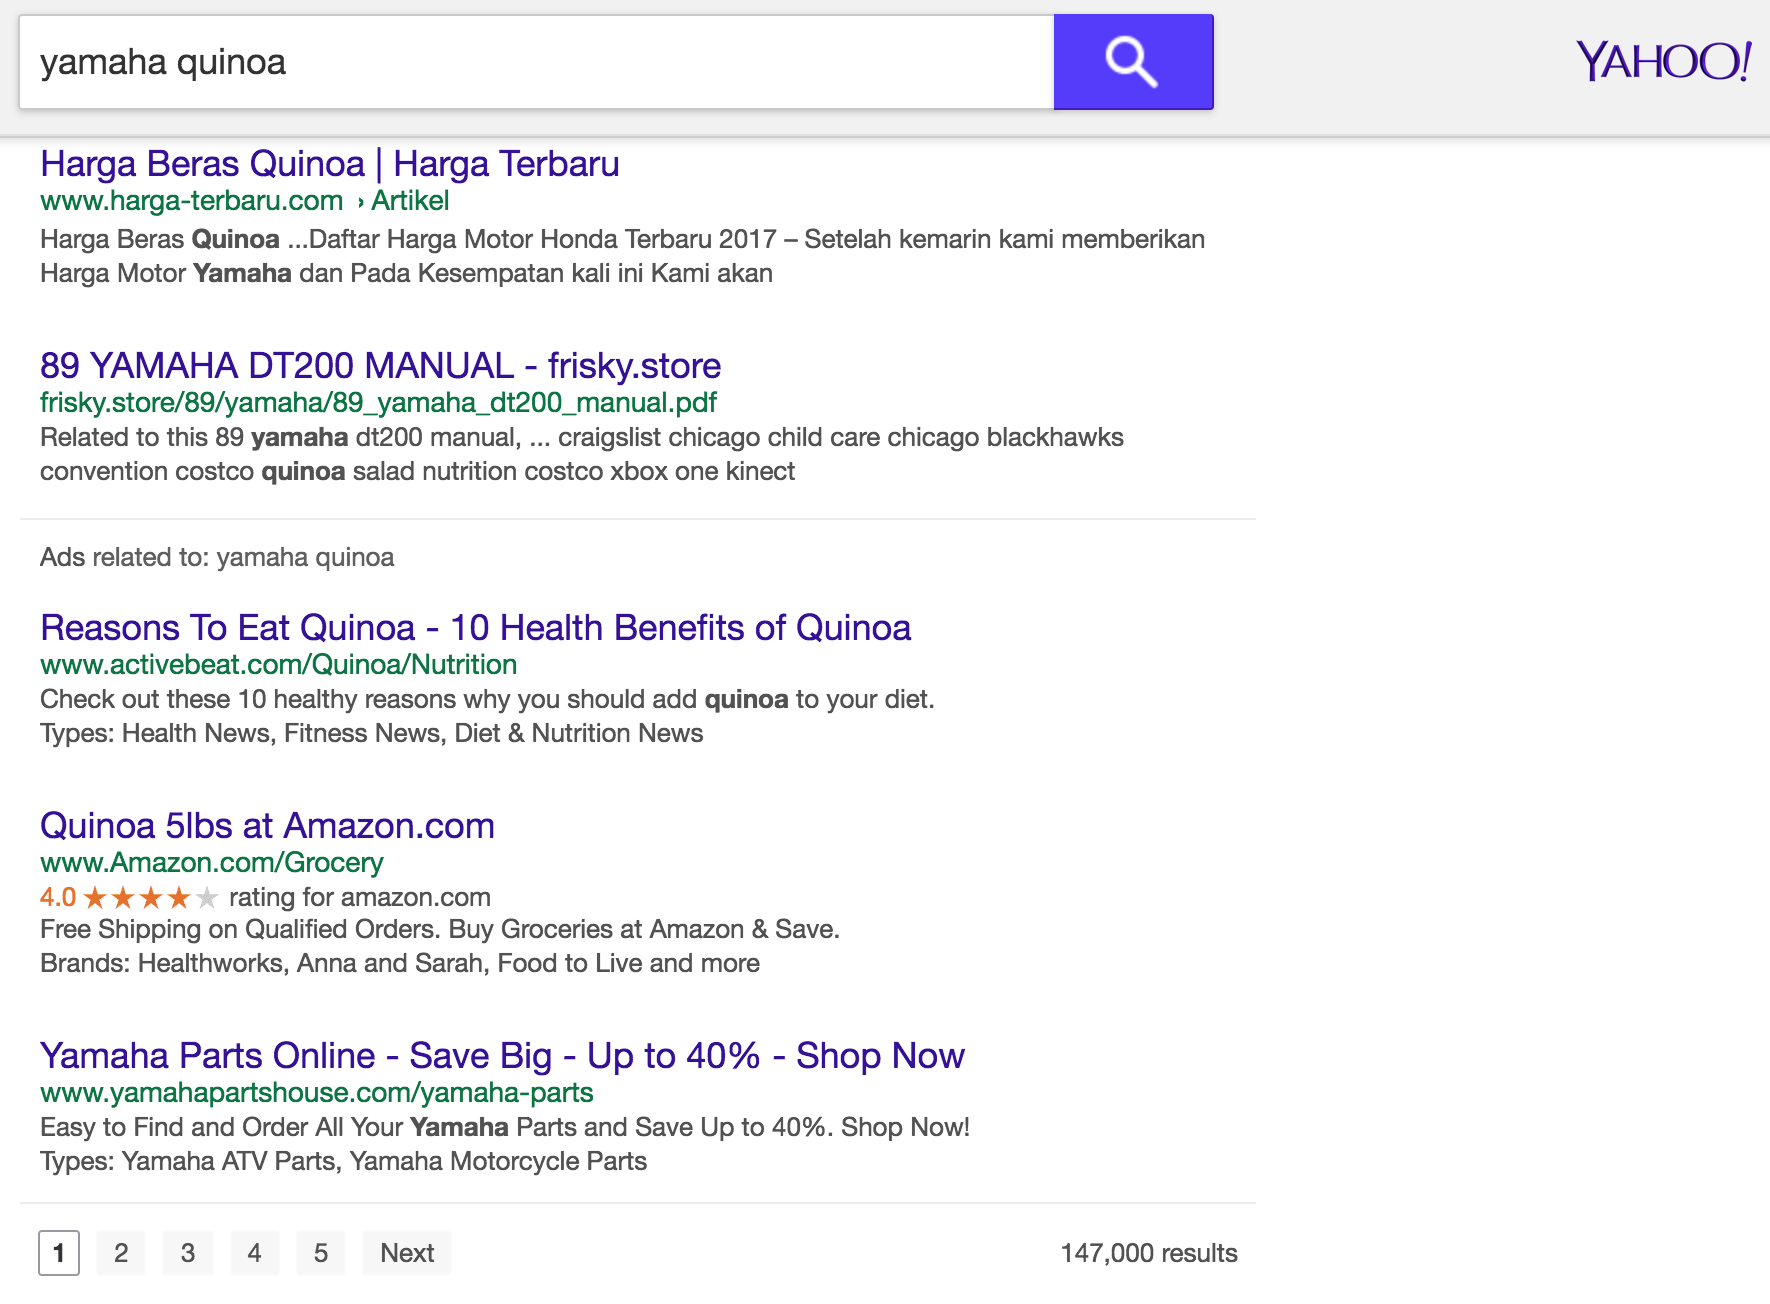 yamaha quinoa
YAHOO!
Harga Beras Quinoa | Harga Terbaru
www.harga-terbaru.com › Artikel
Harga Beras Quinoa ...Daftar Harga Motor Honda Terbaru 2017 – Setelah kemarin kami memberikan
Harga Motor Yamaha dan Pada Kesempatan kali ini Kami akan
89 YAMAHA DT200 MANUAL - frisky.store
frisky.store/89/yamaha/89_yamaha_dt200_manual.pdf
Related to this 89 yamaha dt200 manual, ... craigslist chicago child care chicago blackhawks
convention costco quinoa salad nutrition costco xbox one kinect
Ads related to: yamaha quinoa
Reasons To Eat Quinoa - 10 Health Benefits of Quinoa
www.activebeat.com/Quinoa/Nutrition
Check out these 10 healthy reasons why you should add quinoa to your diet.
Types: Health News, Fitness News, Diet & Nutrition News
Quinoa 5lbs at Amazon.com
www.Amazon.com/Grocery
4.0 ★★★★★ rating for amazon.com
Free Shipping on Qualified Orders. Buy Groceries at Amazon & Save.
Brands: Healthworks, Anna and Sarah, Food to Live and more
Yamaha Parts Online - Save Big - Up to 40% - Shop Now
www.yamahapartshouse.com/yamaha-parts
Easy to Find and Order All Your Yamaha Parts and Save Up to 40%. Shop Now!
Types: Yamaha ATV Parts, Yamaha Motorcycle Parts
1 2 3 4 5 Next 147,000 results